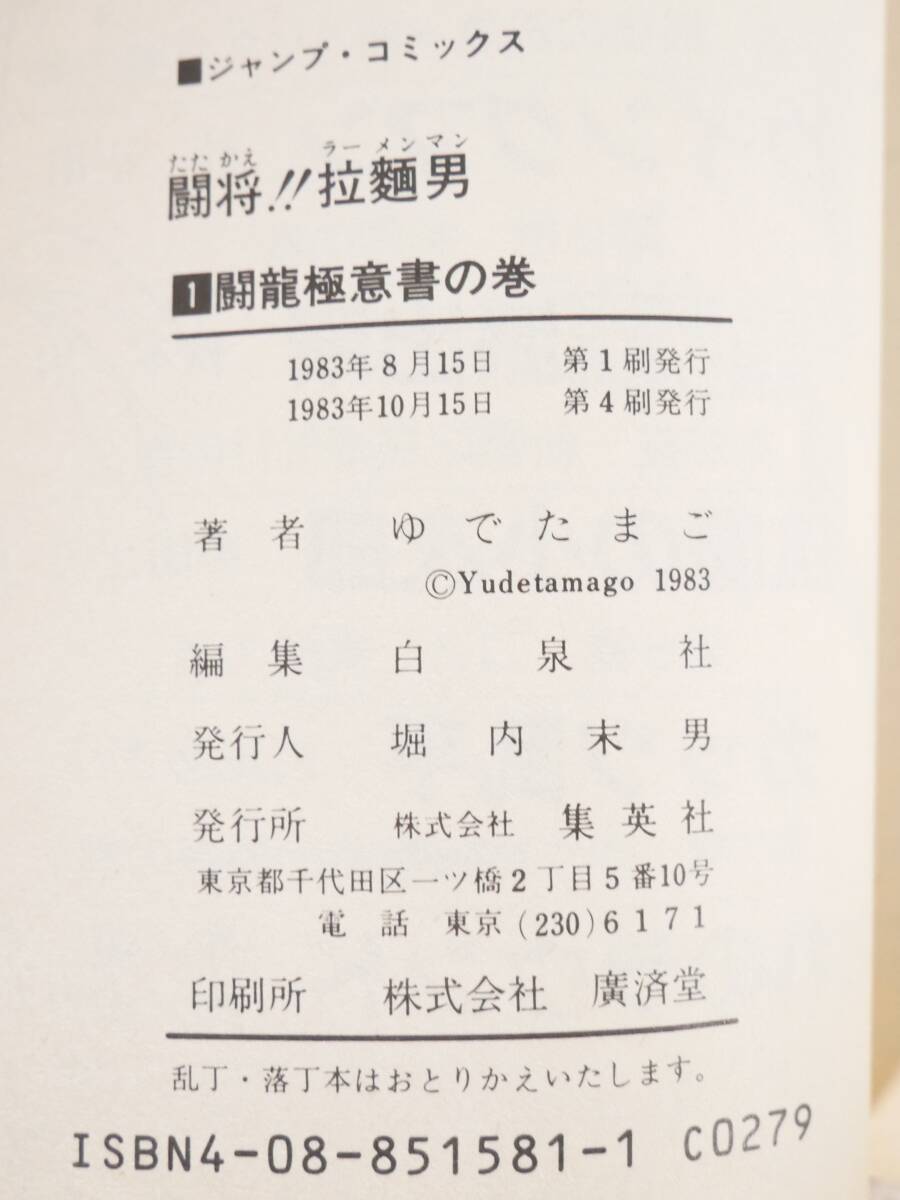 ■ジャンプ・コミックス
たたかえ ラーメンマン
闘将!!拉麵男
1闘龍極意書の巻
1983年8月15日 第1刷発行
1983年10月15日 第4刷発行
著者 ゆでたまご
©Yudetamago 1983
編集 白泉社
発行人 堀内末男
発行所 株式会社 集英社
東京都千代田区一ツ橋2丁目5番10号
電話 東京(230)6171
印刷所 株式会社 廣済堂
乱丁・落丁本はおとりかえいたします。
ISBN4-08-851581-1 C0279